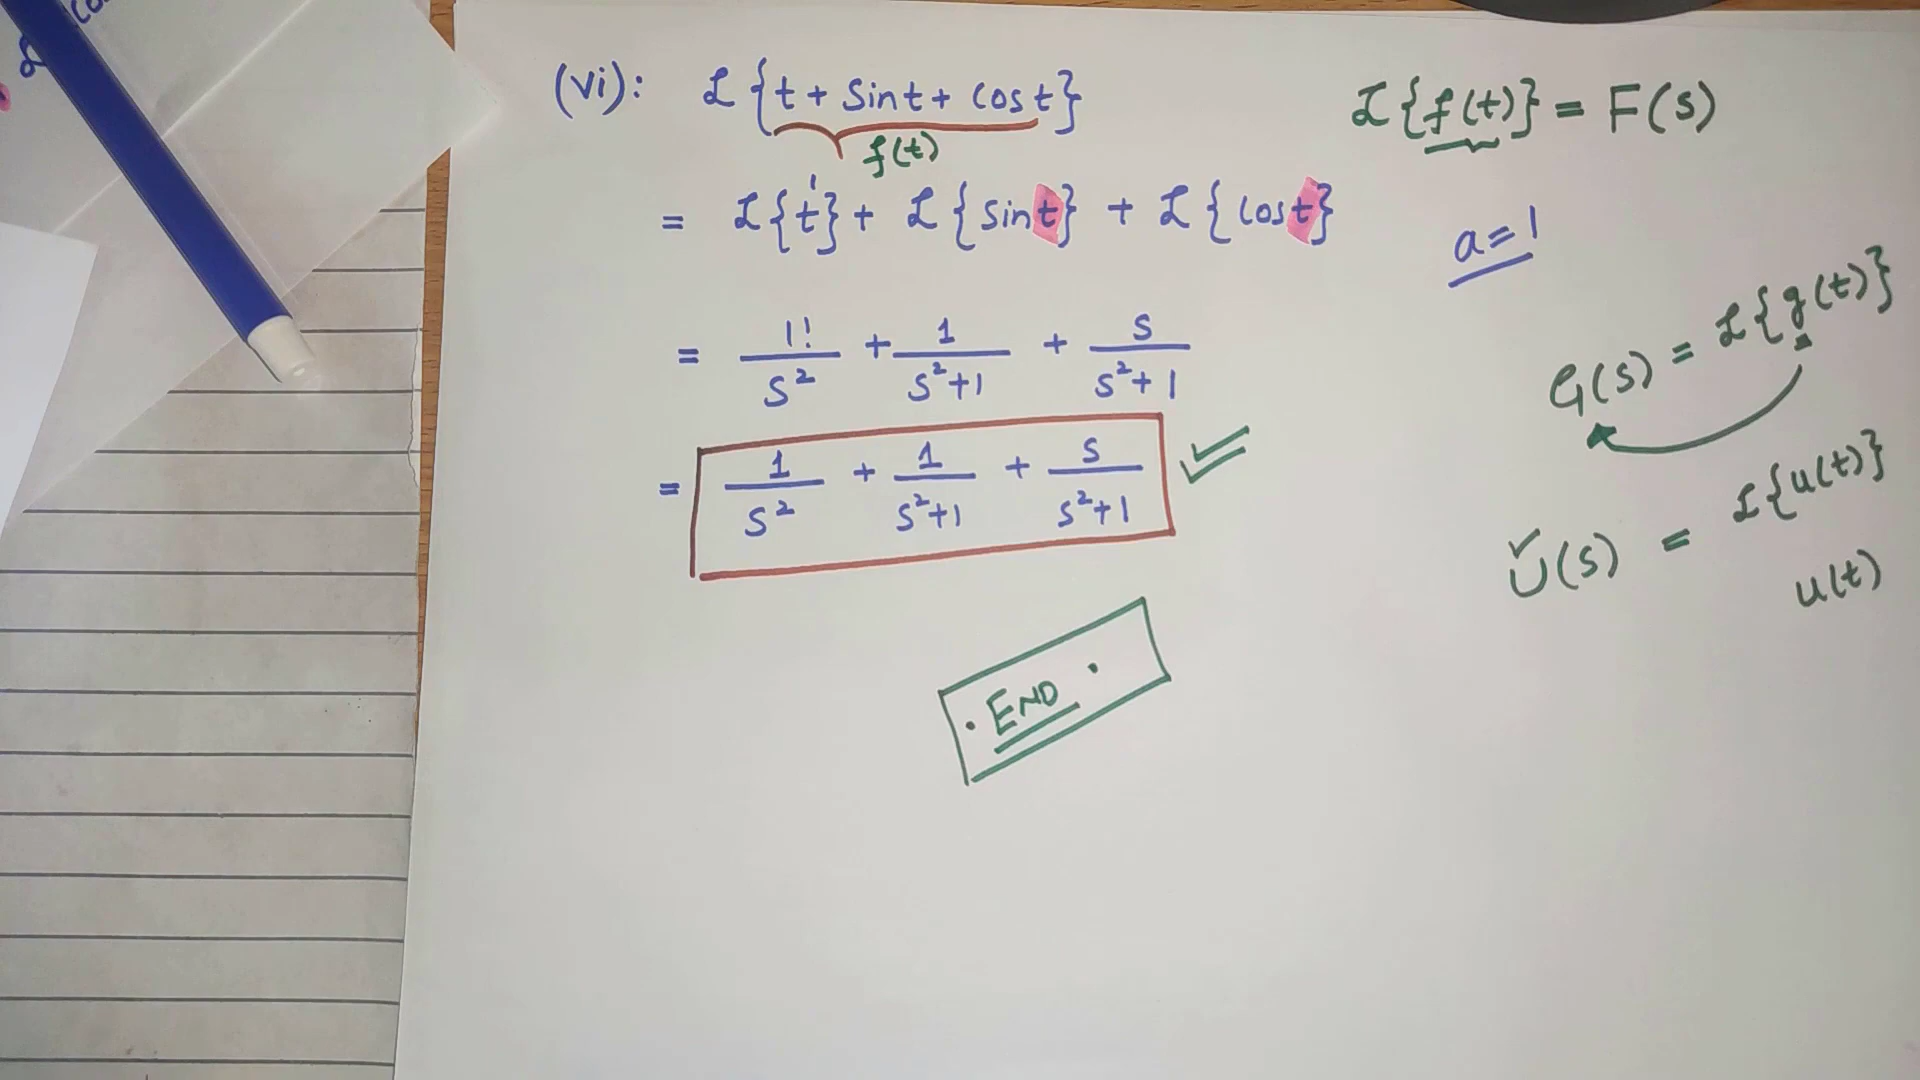 (vi): ℒ{t + Sint + Cost}
f(t)
= ℒ{t¹} + ℒ{Sint} + ℒ{Cost}
= 1!/S² + 1/S²+1 + S/S²+1
= 1/S² + 1/S²+1 + S/S²+1
• END •
ℒ{f(t)} = F(S)
a=1
G(S) = ℒ{g(t)}
U(S) = ℒ{u(t)}
u(t)